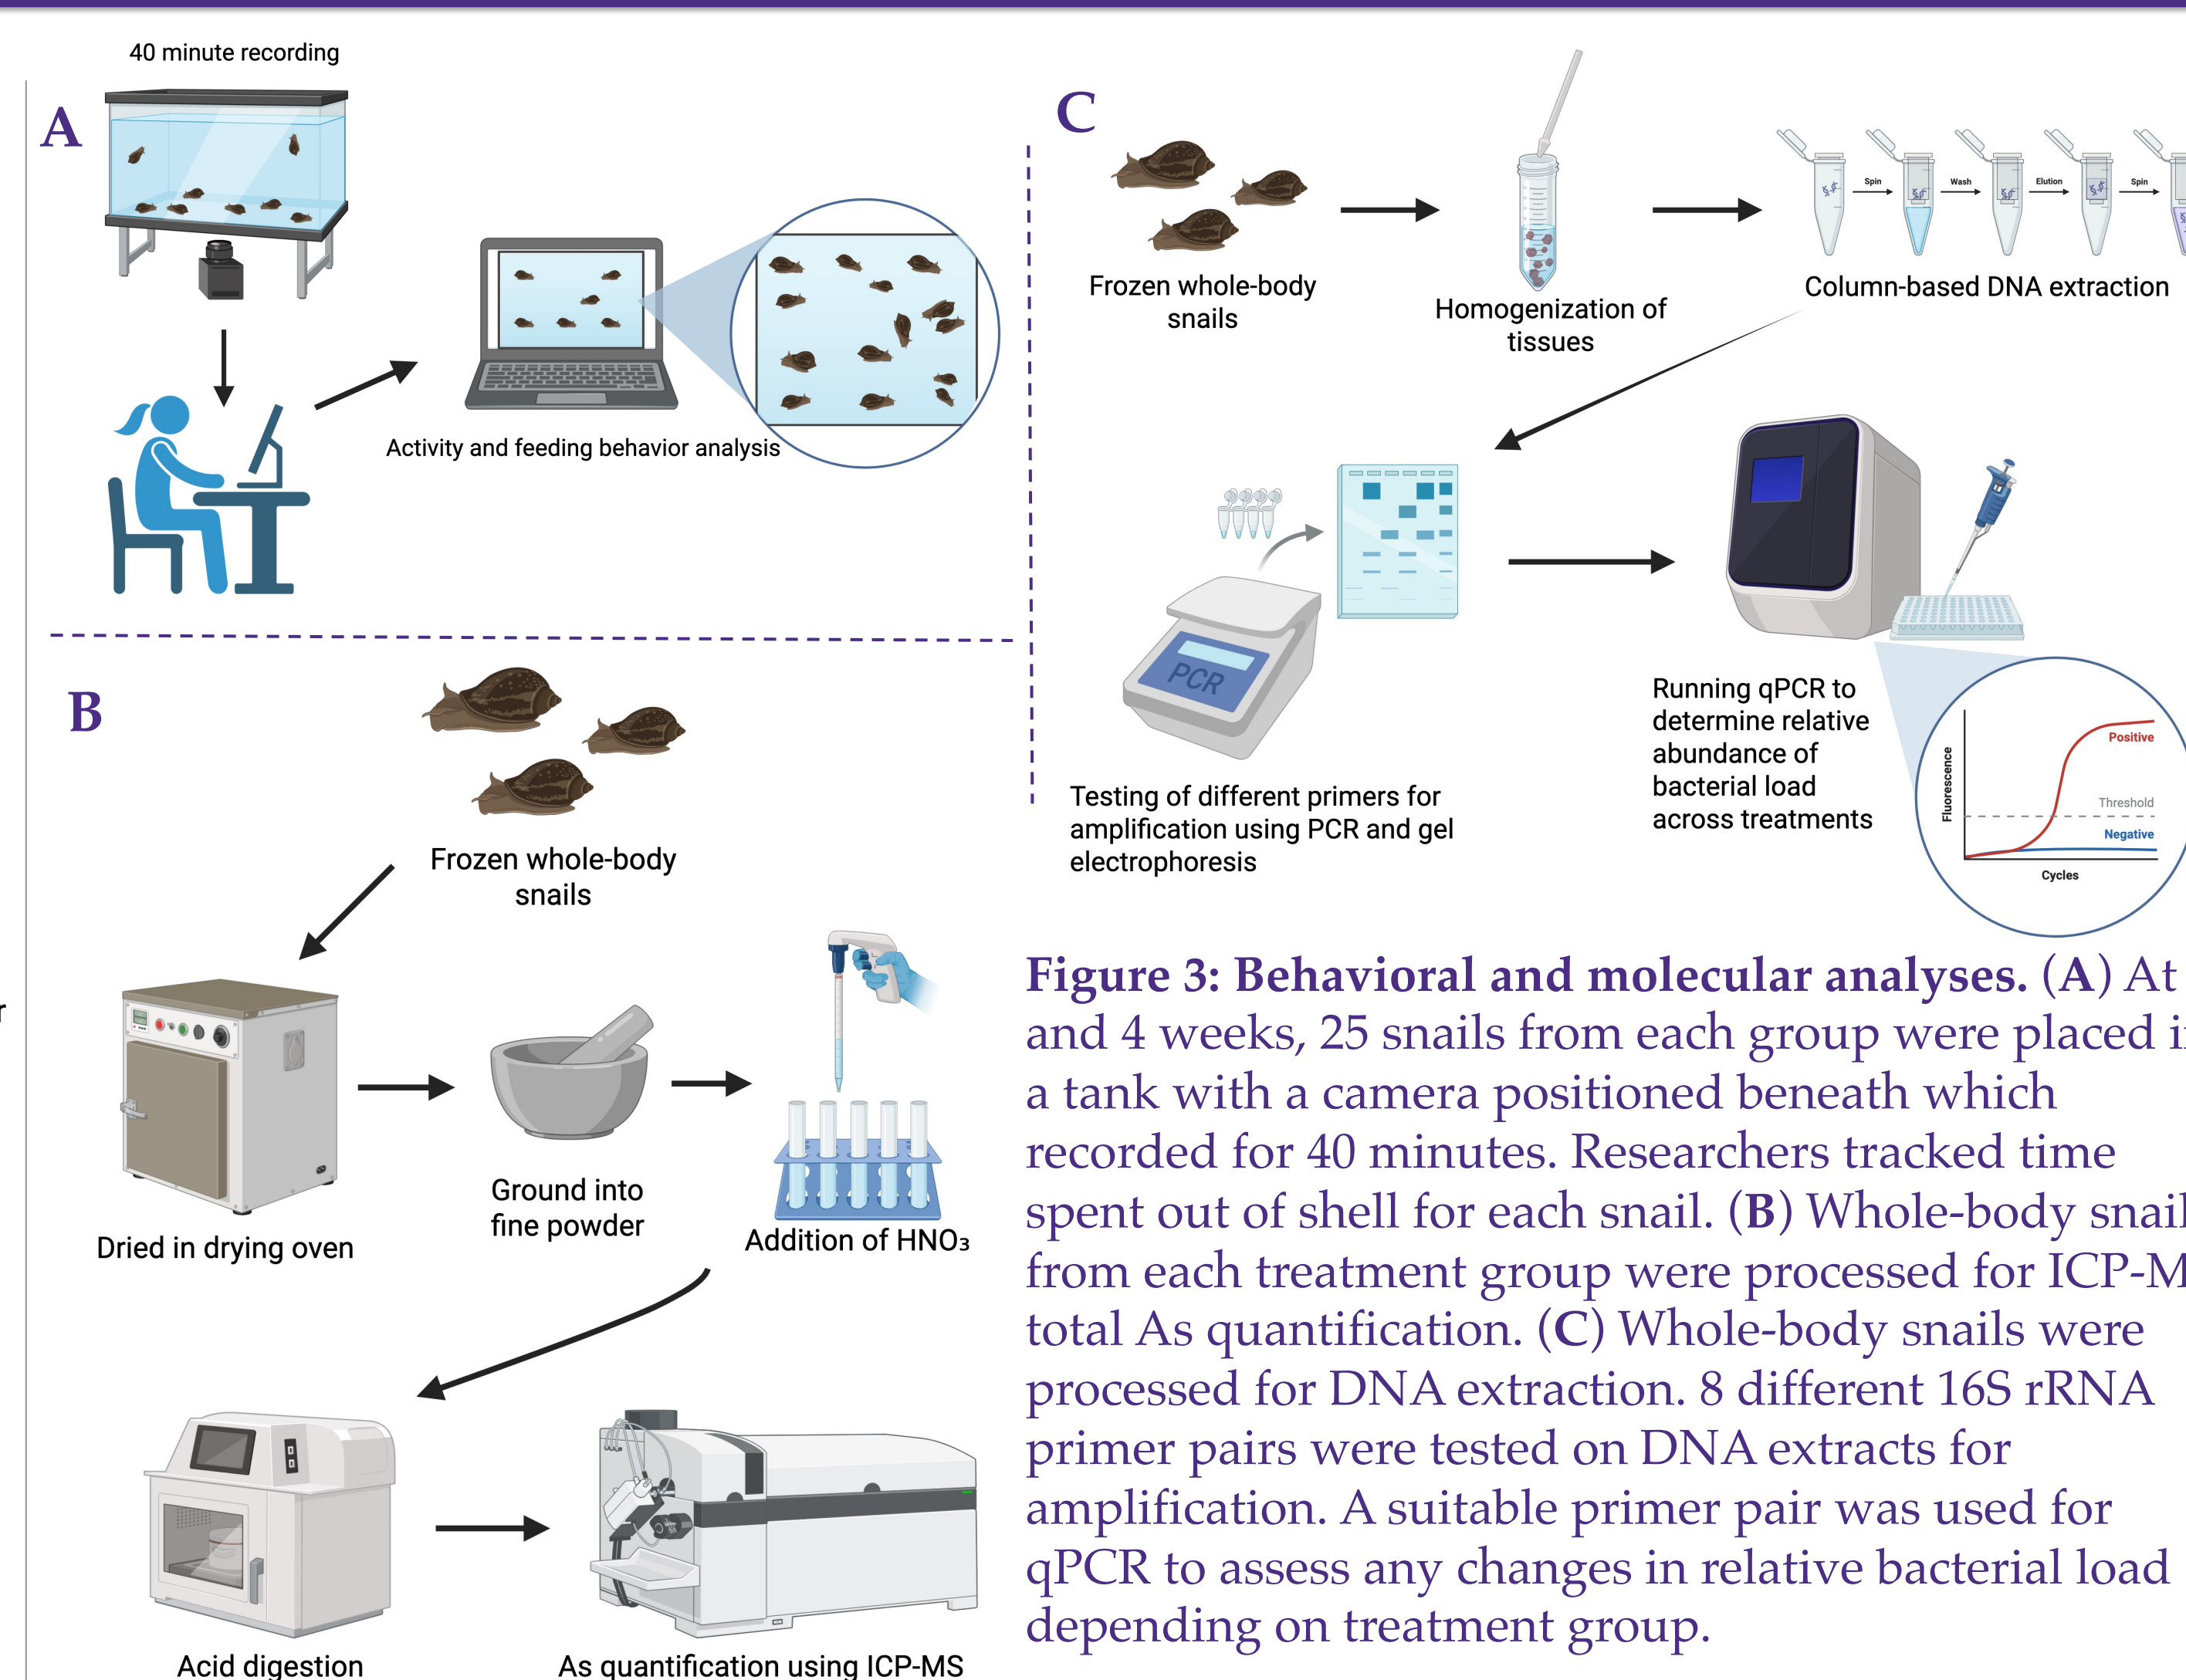 40 minute recording
A
Activity and feeding behavior analysis
B
Frozen whole-body
snails
Dried in drying oven
Ground into
fine powder
Addition of HNO₃
Acid digestion
As quantification using ICP-MS
C
Frozen whole-body
snails
Homogenization of
tissues
Spin
Wash
Elution
Spin
Column-based DNA extraction
PCR
Testing of different primers for
amplification using PCR and gel
electrophoresis
Running qPCR to
determine relative
abundance of
bacterial load
across treatments
Fluorescence
Positive
Threshold
Negative
Cycles
Figure 3: Behavioral and molecular analyses. (A) At
and 4 weeks, 25 snails from each group were placed
a tank with a camera positioned beneath which
recorded for 40 minutes. Researchers tracked time
spent out of shell for each snail. (B) Whole-body snail
from each treatment group were processed for ICP-M
total As quantification. (C) Whole-body snails were
processed for DNA extraction. 8 different 16S rRNA
primer pairs were tested on DNA extracts for
amplification. A suitable primer pair was used for
qPCR to assess any changes in relative bacterial load
depending on treatment group.